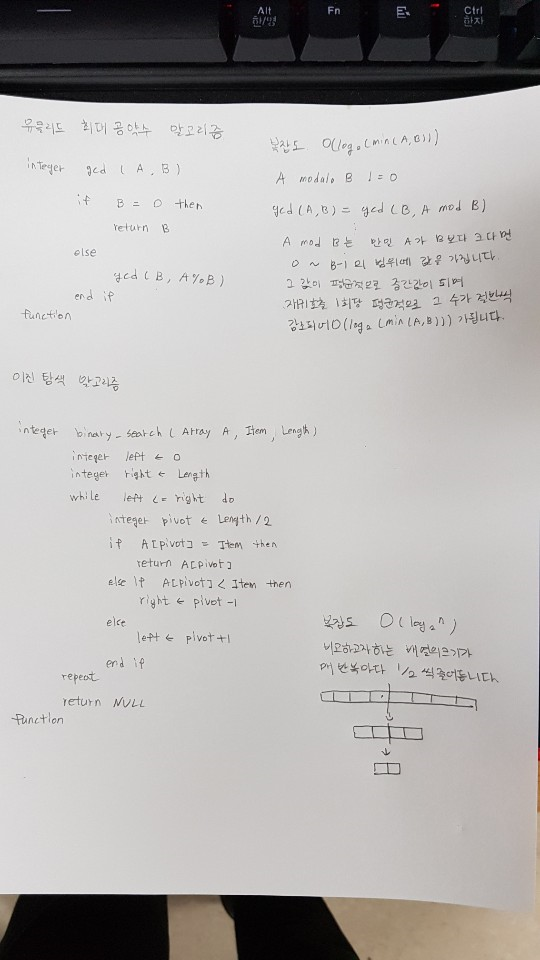 Alt
한/영
Fn
Ctrl
한자
유클리드 최대 공약수 알고리즘
integer gcd ( A, B )
if B = 0 then
return B
else
gcd ( B, A%B )
end if
function
복잡도 O(log₂(min(A,B)))
A modulo B != 0
gcd(A,B) = gcd (B, A mod B)
A mod B는 만일 A가 B보다 크다면
0 ~ B-1 의 범위에 값을 가집니다.
그 값이 평균적으로 중간값이 되며
재귀호출 1회당 평균적으로 그 수가 절반씩
감소되어 O(log₂(min(A,B))) 가됩니다.
이진 탐색 알고리즘
integer binary_search ( Array A, Item, Length )
integer left ← 0
integer right ← Length
while left <= right do
integer pivot ← Length/2
if A[pivot] = Item then
return A[pivot]
else if A[pivot] < Item then
right ← pivot-1
else
left ← pivot+1
end if
repeat
return NULL
function
복잡도 O(log₂ⁿ)
비교하고자하는 배열의크기가
매 반복마다 1/2 씩 줄어듭니다.